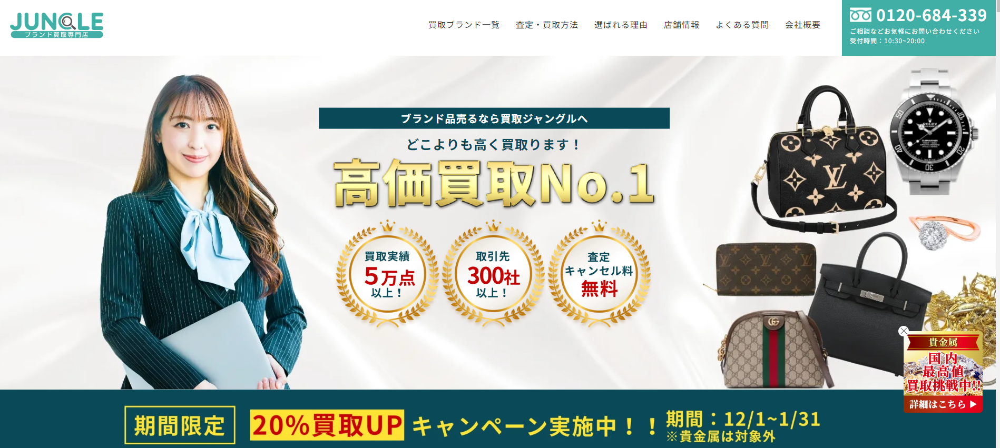 JUNGLE
ブランド買取専門店
買取ブランド一覧
査定・買取方法
選ばれる理由
店舗情報
よくある質問
会社概要
0120-684-339
ご相談などお気軽にお問い合わせください
受付時間：10:30~20:00
ブランド品売るなら買取ジャングルへ
どこよりも高く買取ります！
高価買取No.1
買取実績
5万点
以上！
取引先
300社
以上！
査定
キャンセル料
無料
ROLEX
貴金属
国内
最高値
買取挑戦中!!
詳細はこちら ▶
期間限定
20%買取UP キャンペーン実施中！！
期間：12/1~1/31
※貴金属は対象外